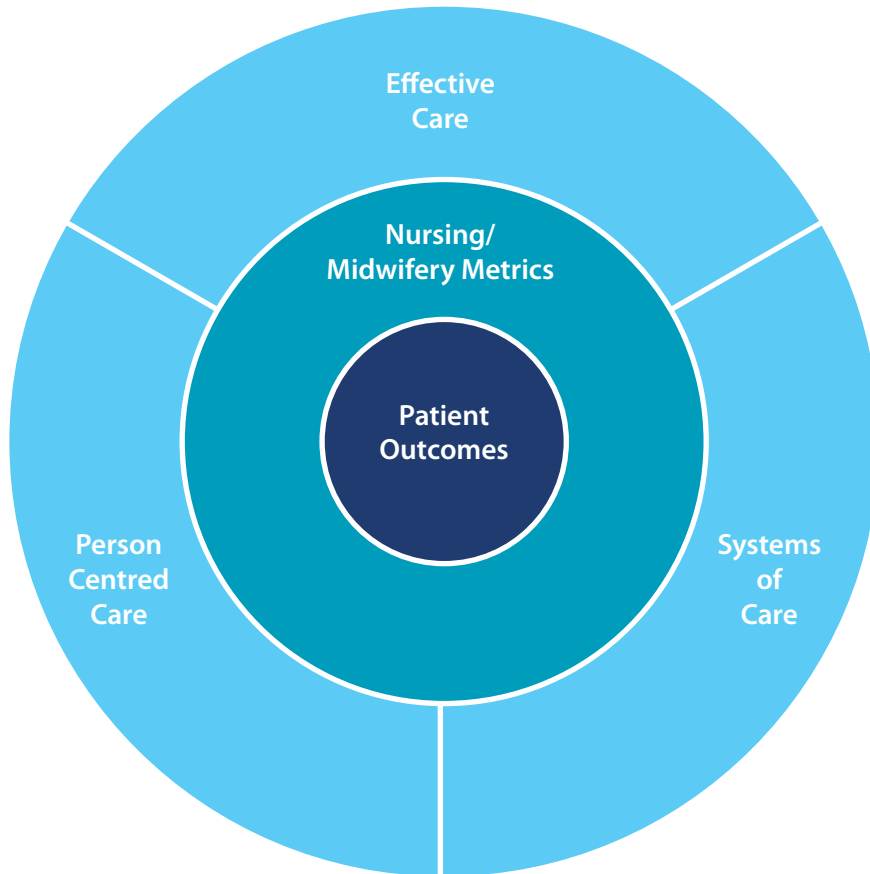 Effective
Care
Nursing/
Midwifery Metrics
Patient
Outcomes
Person
Centred
Care
Systems
of
Care